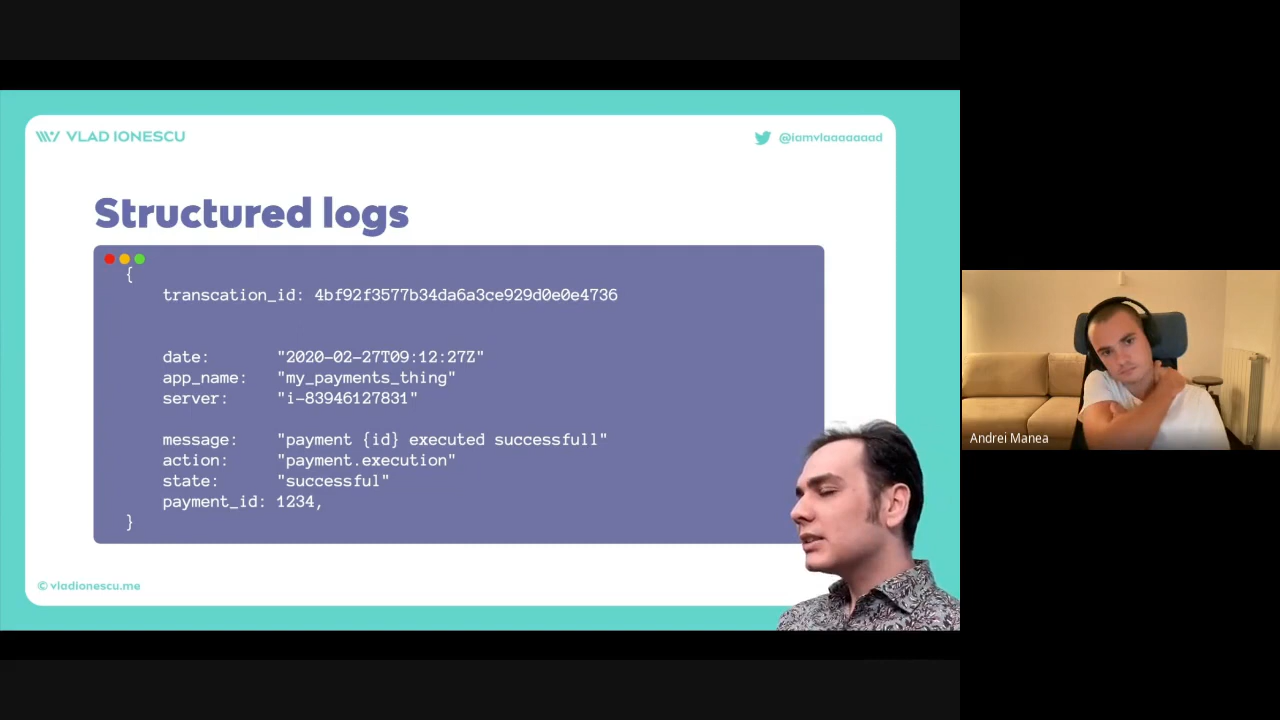 VLAD IONESCU
@iamvlaaaaaaad
Structured logs
{
transcation_id: 4bf92f3577b34da6a3ce929d0e0e4736
date: "2020-02-27T09:12:27Z"
app_name: "my_payments_thing"
server: "i-83946127831"
message: "payment {id} executed successfull"
action: "payment.execution"
state: "successful"
payment_id: 1234,
}
© vladionescu.me
Andrei Manea